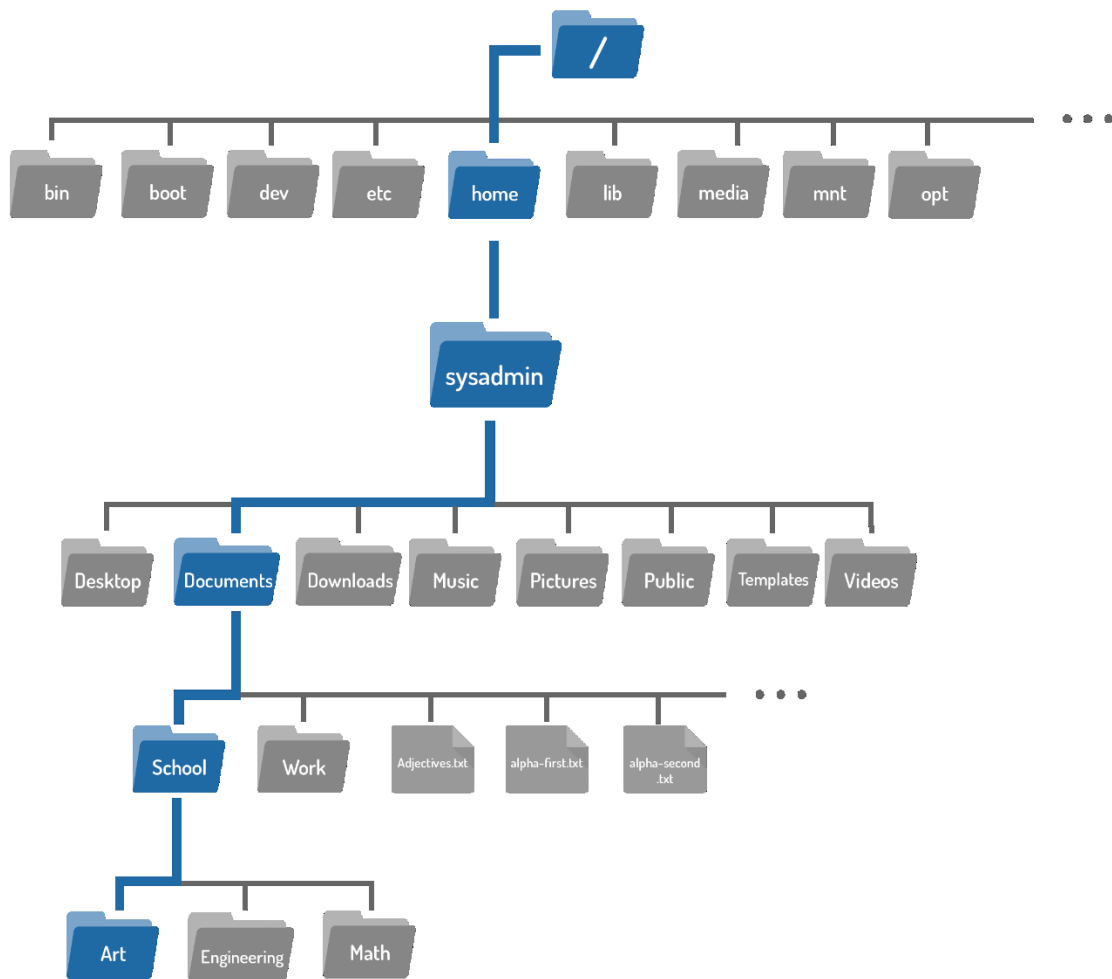 /
bin
boot
dev
etc
home
lib
media
mnt
opt
sysadmin
Desktop
Documents
Downloads
Music
Pictures
Public
Templates
Videos
School
Work
Adjectives.txt
alpha-first.txt
alpha-second
.txt
Art
Engineering
Math